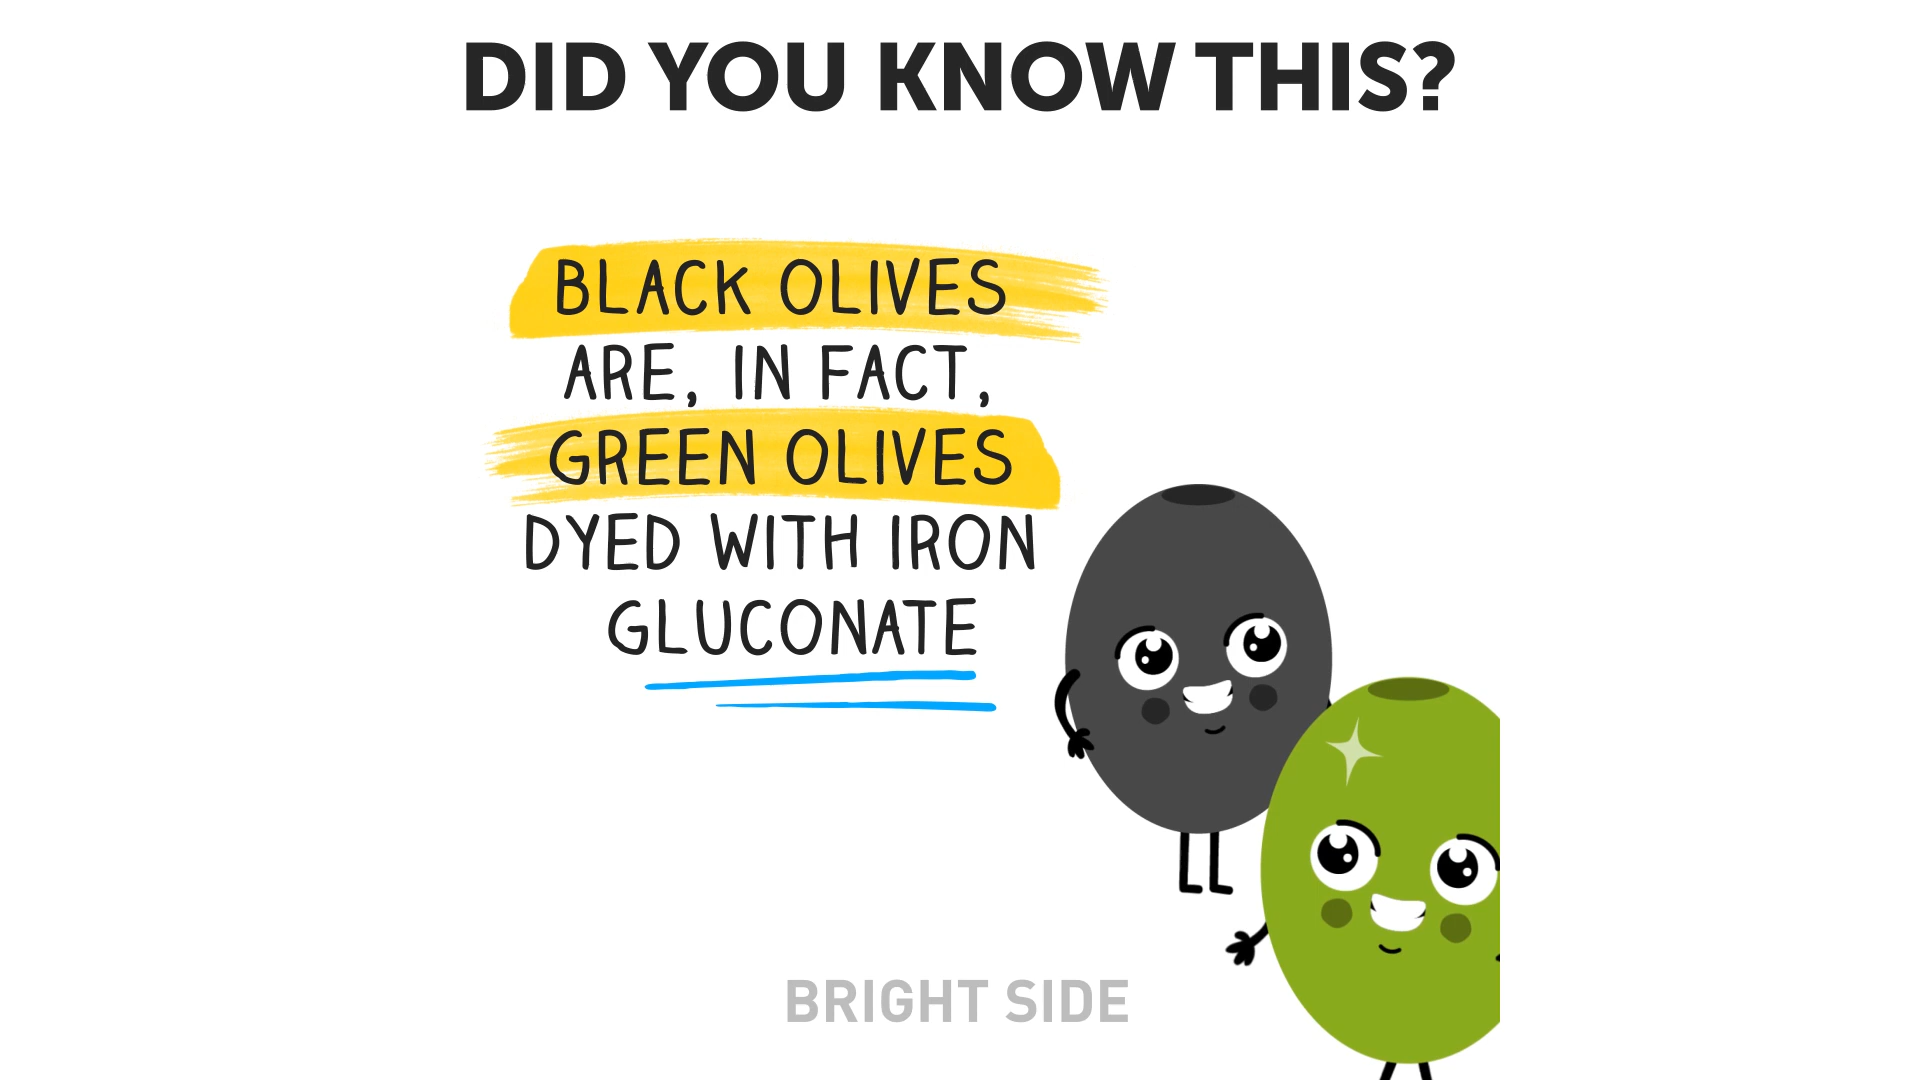 DID YOU KNOW THIS?
BLACK OLIVES
ARE, IN FACT,
GREEN OLIVES
DYED WITH IRON
GLUCONATE
BRIGHT SIDE